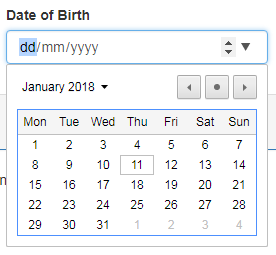 Date of Birth
dd/mm/yyyy
January 2018
Mon Tue Wed Thu Fri Sat Sun
1 2 3 4 5 6 7
8 9 10 11 12 13 14
15 16 17 18 19 20 21
22 23 24 25 26 27 28
29 30 31 1 2 3 4